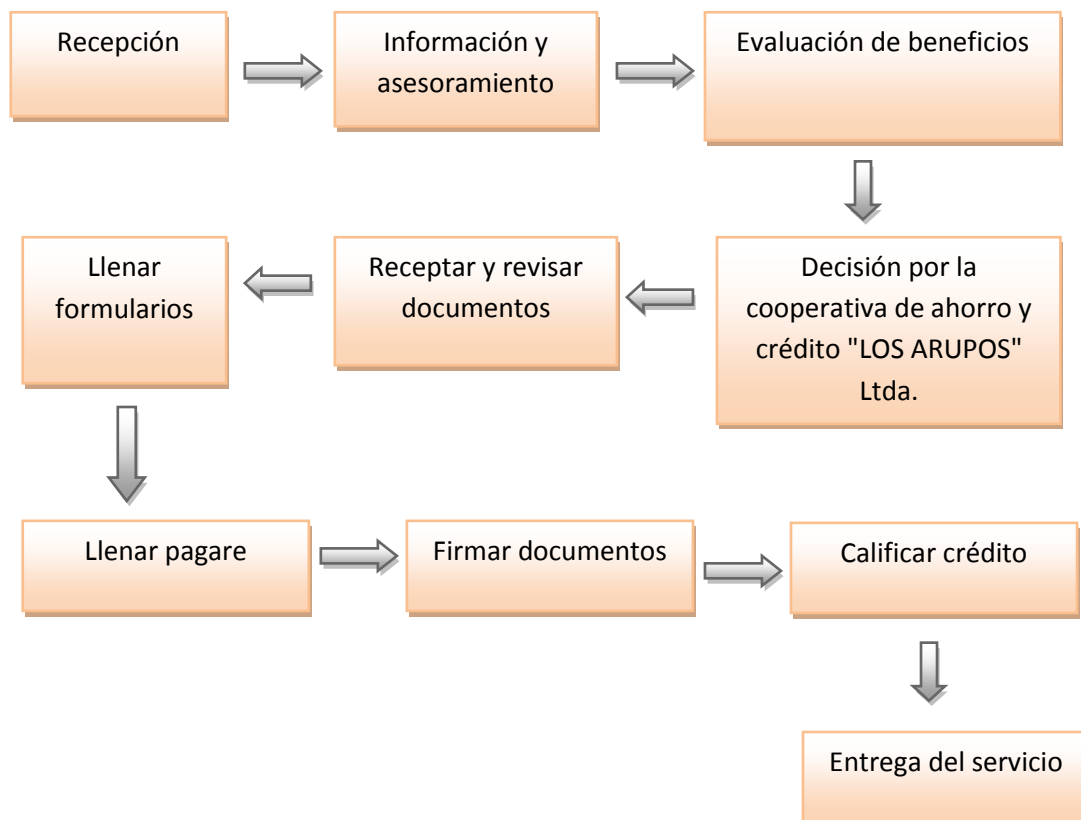 Recepción
Información y
asesoramiento
Evaluación de beneficios
Decisión por la
cooperativa de ahorro y
crédito "LOS ARUPOS"
Ltda.
Receptar y revisar
documentos
Llenar
formularios
Llenar pagare
Firmar documentos
Calificar crédito
Entrega del servicio